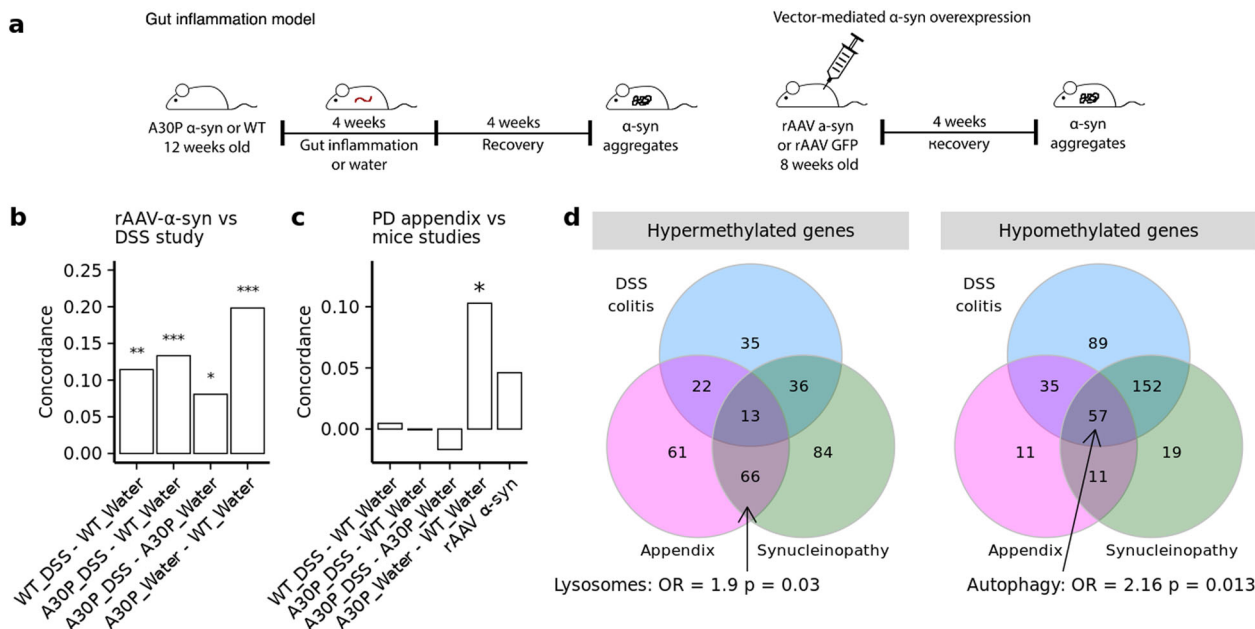 a
Gut inflammation model
A30P α-syn or WT
12 weeks old
4 weeks
Gut inflammation
or water
4 weeks
Recovery
α-syn
aggregates
Vector-mediated α-syn overexpression
rAAV a-syn
or rAAV GFP
8 weeks old
4 weeks
Recovery
α-syn
aggregates
b
rAAV-α-syn vs
DSS study
Concordance
0.25
0.20
0.15
0.10
0.05
0.00
**
***
*
***
WT_DSS - WT_Water
A30P_DSS - WT_Water
A30P_DSS - A30P_Water
A30P_Water - WT_Water
c
PD appendix vs
mice studies
Concordance
0.10
0.05
0.00
*
WT_DSS - WT_Water
A30P_DSS - WT_Water
A30P_DSS - A30P_Water
A30P_Water - WT_Water
rAAV α-syn
d
Hypermethylated genes
DSS
colitis
35
22
36
13
61
84
66
Appendix
Synucleinopathy
Lysosomes: OR = 1.9 p = 0.03
Hypomethylated genes
DSS
colitis
89
35
152
57
11
19
11
Appendix
Synucleinopathy
Autophagy: OR = 2.16 p = 0.013